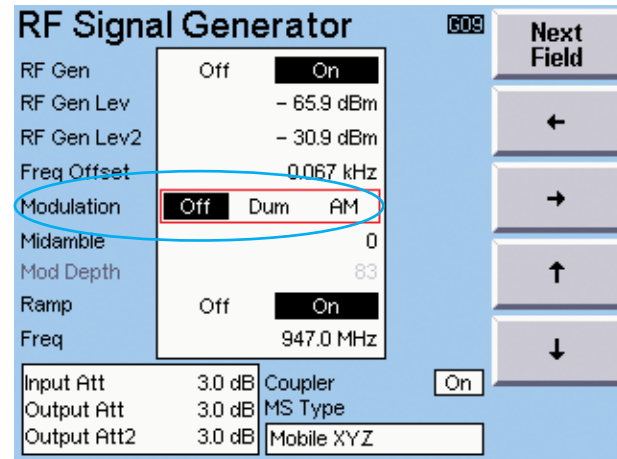 RF Signal Generator G09
RF Gen Off On
RF Gen Lev – 65.9 dBm
RF Gen Lev2 – 30.9 dBm
Freq Offset 0.067 kHz
Modulation Off Dum AM
Midamble 0
Mod Depth 83
Ramp Off On
Freq 947.0 MHz
Input Att 3.0 dB Coupler On
Output Att 3.0 dB MS Type
Output Att2 3.0 dB Mobile XYZ
Next
Field
←
→
↑
↓